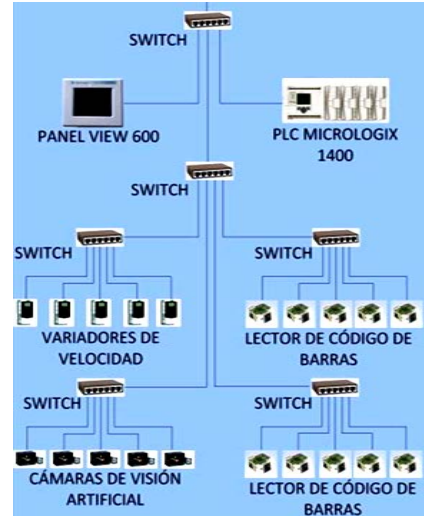 SWITCH
PANEL VIEW 600
PLC MICROLOGIX
1400
SWITCH
SWITCH
SWITCH
VARIADORES DE
VELOCIDAD
LECTOR DE CÓDIGO DE
BARRAS
SWITCH
SWITCH
CÁMARAS DE VISIÓN
ARTIFICIAL
LECTOR DE CÓDIGO DE
BARRAS